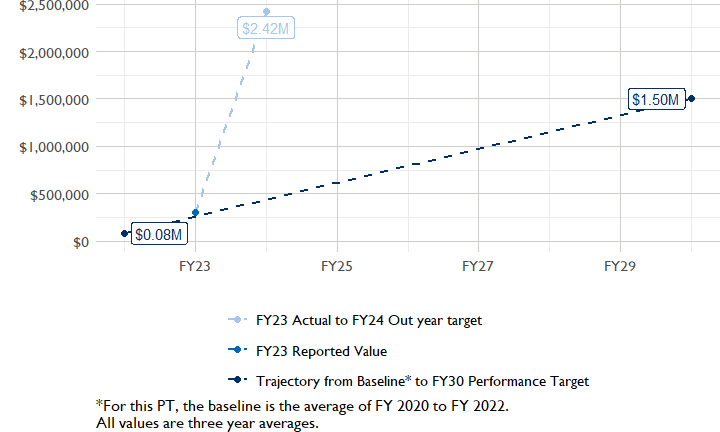 $2,500,000
$2.42M
$2,000,000
$1,500,000
$1.50M
$1,000,000
$500,000
$0.08M
$0
FY23 FY25 FY27 FY29
FY23 Actual to FY24 Out year target
FY23 Reported Value
Trajectory from Baseline* to FY30 Performance Target
*For this PT, the baseline is the average of FY 2020 to FY 2022.
All values are three year averages.